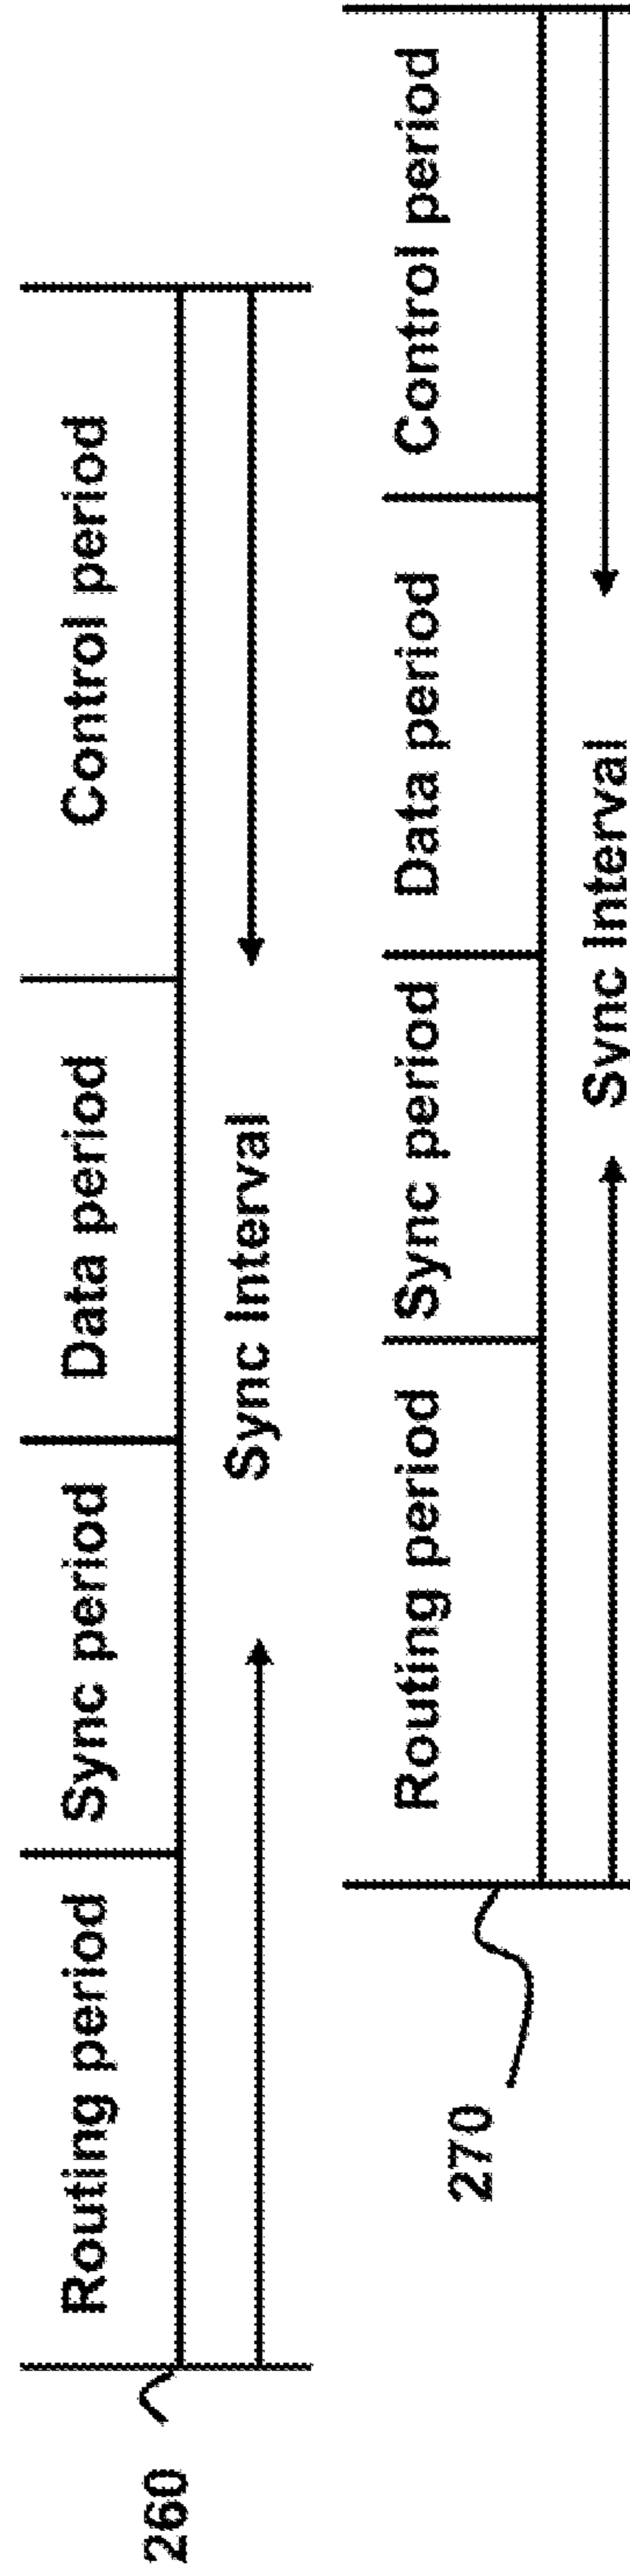 Routing period Sync period Data period Control period
Sync Interval
260
Routing period Sync period Data period Control period
Sync Interval
270